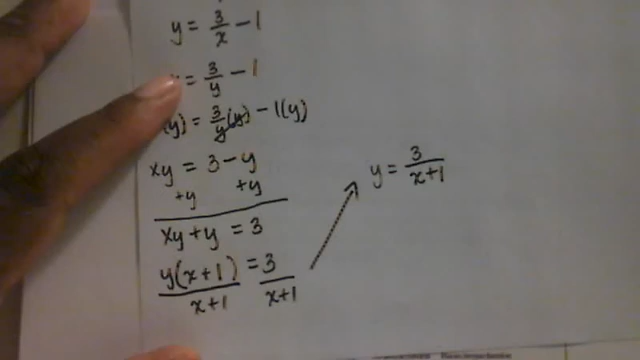 y = 3/x - 1
= 3/y - 1
(y) = 3/y(y) - 1(y)
xy = 3 - y
+y +y
xy + y = 3
y(x+1)/x+1 = 3/x+1
y = 3/x+1